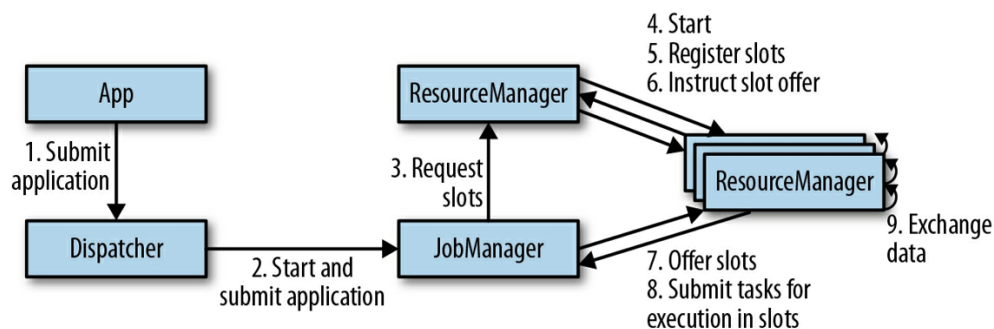 App
1. Submit
application
Dispatcher
2. Start and
submit application
ResourceManager
3. Request
slots
JobManager
4. Start
5. Register slots
6. Instruct slot offer
ResourceManager
7. Offer slots
8. Submit tasks for
execution in slots
9. Exchange
data